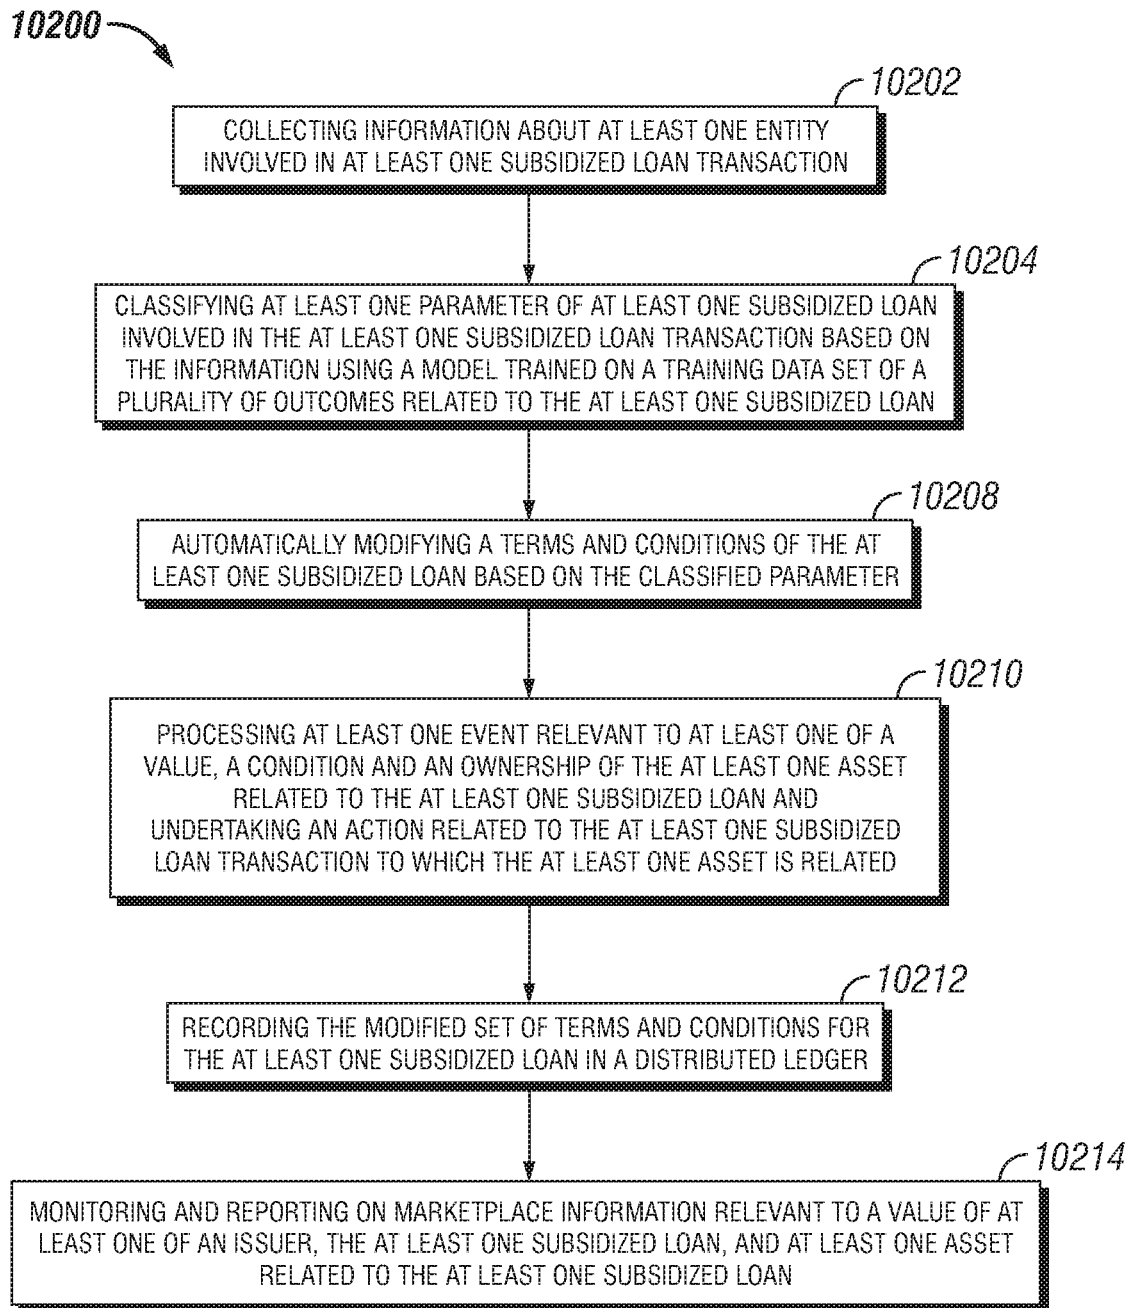 10200
10202
COLLECTING INFORMATION ABOUT AT LEAST ONE ENTITY
INVOLVED IN AT LEAST ONE SUBSIDIZED LOAN TRANSACTION
10204
CLASSIFYING AT LEAST ONE PARAMETER OF AT LEAST ONE SUBSIDIZED LOAN
INVOLVED IN THE AT LEAST ONE SUBSIDIZED LOAN TRANSACTION BASED ON
THE INFORMATION USING A MODEL TRAINED ON A TRAINING DATA SET OF A
PLURALITY OF OUTCOMES RELATED TO THE AT LEAST ONE SUBSIDIZED LOAN
10208
AUTOMATICALLY MODIFYING A TERMS AND CONDITIONS OF THE AT
LEAST ONE SUBSIDIZED LOAN BASED ON THE CLASSIFIED PARAMETER
10210
PROCESSING AT LEAST ONE EVENT RELEVANT TO AT LEAST ONE OF A
VALUE, A CONDITION AND AN OWNERSHIP OF THE AT LEAST ONE ASSET
RELATED TO THE AT LEAST ONE SUBSIDIZED LOAN AND
UNDERTAKING AN ACTION RELATED TO THE AT LEAST ONE SUBSIDIZED
LOAN TRANSACTION TO WHICH THE AT LEAST ONE ASSET IS RELATED
10212
RECORDING THE MODIFIED SET OF TERMS AND CONDITIONS FOR
THE AT LEAST ONE SUBSIDIZED LOAN IN A DISTRIBUTED LEDGER
10214
MONITORING AND REPORTING ON MARKETPLACE INFORMATION RELEVANT TO A VALUE OF AT
LEAST ONE OF AN ISSUER, THE AT LEAST ONE SUBSIDIZED LOAN, AND AT LEAST ONE ASSET
RELATED TO THE AT LEAST ONE SUBSIDIZED LOAN